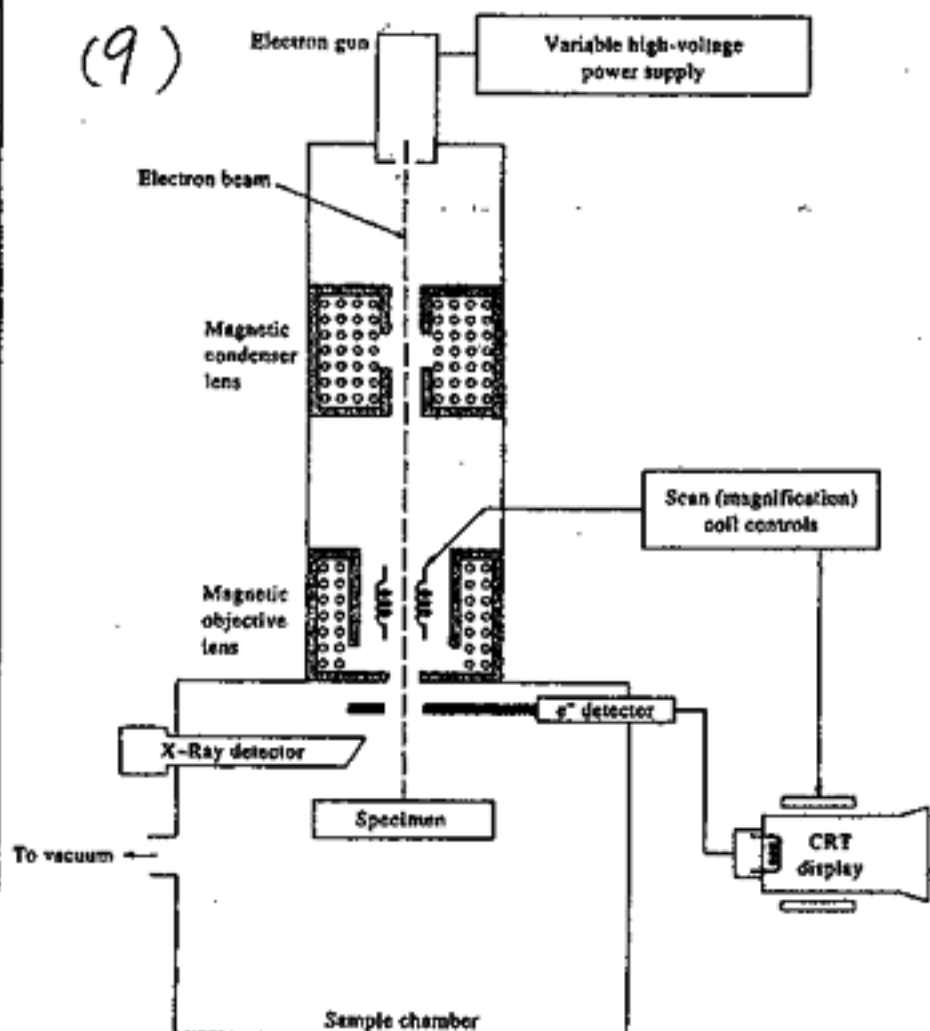 (9)
Electron gun
Variable high-voltage
power supply
Electron beam
Magnetic
condenser
lens
Scan (magnification)
coil controls
Magnetic
objective
lens
e⁻ detector
X-Ray detector
Specimen
To vacuum
CRT
display
Sample chamber